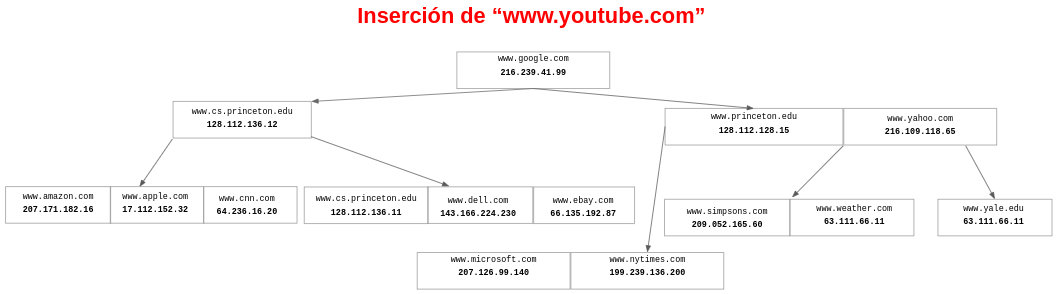 Inserción de “www.youtube.com”
www.google.com
216.239.41.99
www.cs.princeton.edu
128.112.136.12
www.princeton.edu
128.112.128.15
www.yahoo.com
216.109.118.65
www.amazon.com
207.171.182.16
www.apple.com
17.112.152.32
www.cnn.com
64.236.16.20
www.cs.princeton.edu
128.112.136.11
www.dell.com
143.166.224.230
www.ebay.com
66.135.192.87
www.simpsons.com
209.052.165.60
www.weather.com
63.111.66.11
www.yale.edu
63.111.66.11
www.microsoft.com
207.126.99.140
www.nytimes.com
199.239.136.200